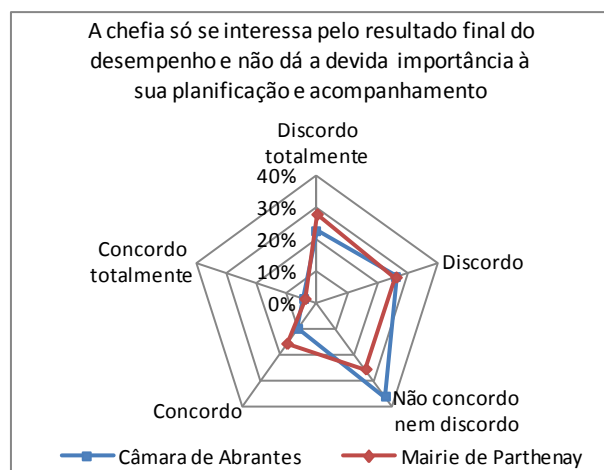 A chefia só se interessa pelo resultado final do
desempenho e não dá a devida importância à
sua planificação e acompanhamento
Discordo
totalmente
40%
30%
20%
10%
0%
Concordo
totalmente
Discordo
Concordo
Não concordo
nem discordo
Câmara de Abrantes
Mairie de Parthenay